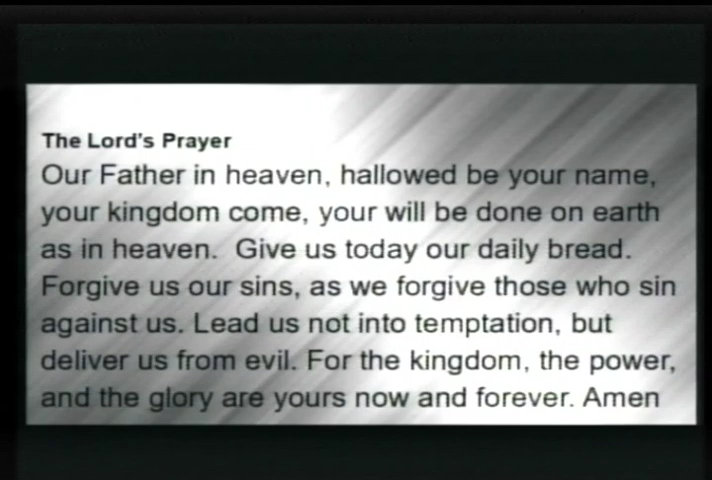 The Lord's Prayer
Our Father in heaven, hallowed be your name,
your kingdom come, your will be done on earth
as in heaven.  Give us today our daily bread.
Forgive us our sins, as we forgive those who sin
against us. Lead us not into temptation, but
deliver us from evil. For the kingdom, the power,
and the glory are yours now and forever. Amen